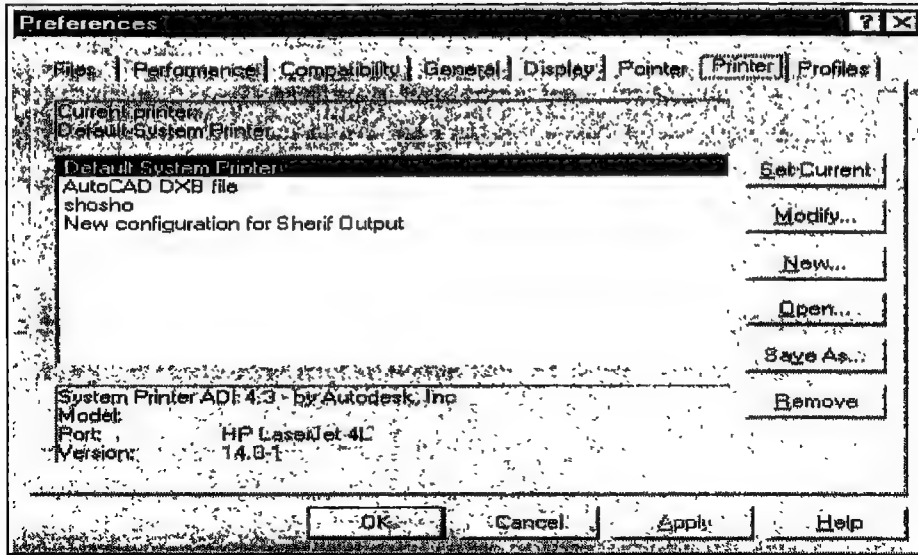 Preferences
Files Performance Compatibility General Display Pointer Printer Profiles
Current printer:
Default System Printer
Default System Printer
AutoCAD DXB file
shosho
New configuration for Sherif Output
Set Current
Modify...
New...
Open...
Save As...
Remove
System Printer ADI 4.3 - by Autodesk, Inc
Model:
Port: HP LaserJet 4L
Version: 14.0-1
OK Cancel Apply Help